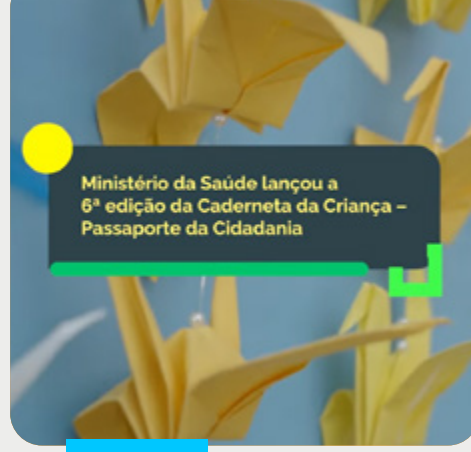 Ministério da Saúde lançou a
6ª edição da Caderneta da Criança –
Passaporte da Cidadania